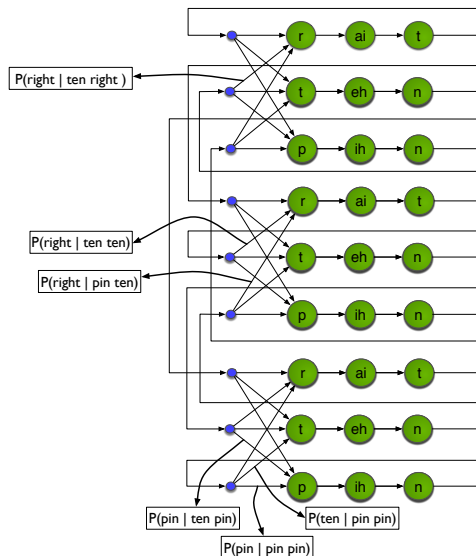 r ai t
P(right | ten right )
t eh n
p ih n
r ai t
P(right | ten ten)
t eh n
P(right | pin ten)
p ih n
r ai t
t eh n
p ih n
P(pin | ten pin)
P(ten | pin pin)
P(pin | pin pin)